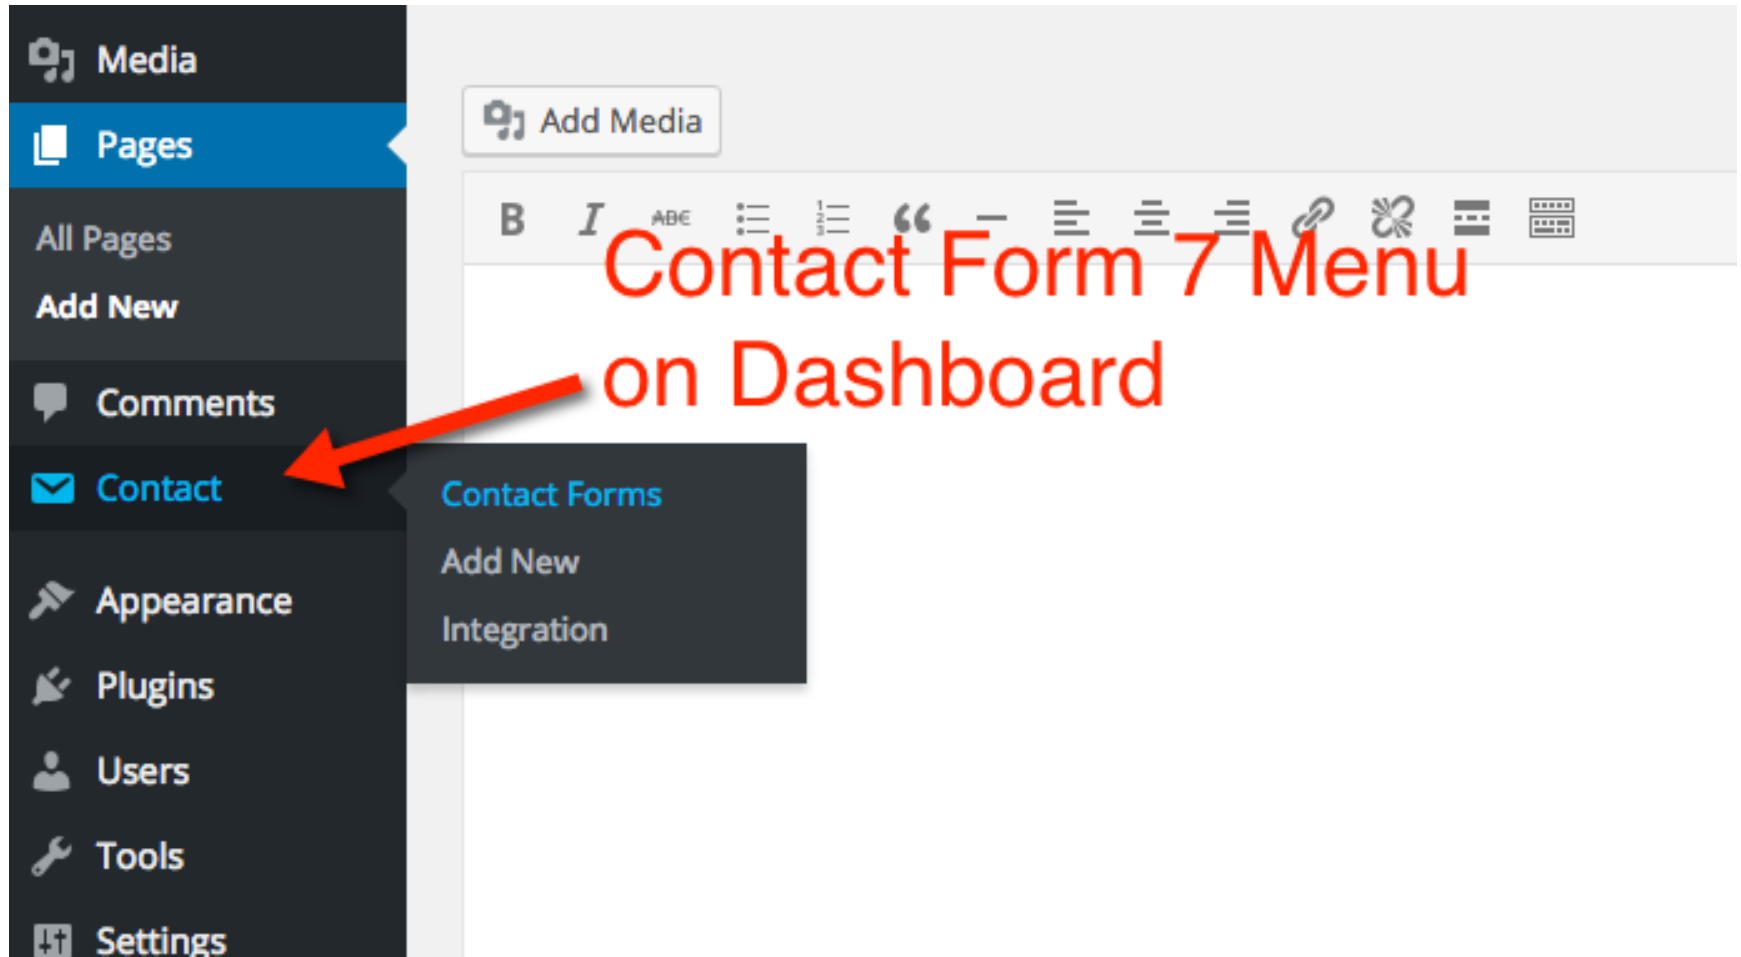 Media
Pages
All Pages
Add New
Comments
Contact
Appearance
Plugins
Users
Tools
Settings
Add Media
B I ABC
Contact Form 7 Menu
on Dashboard
Contact Forms
Add New
Integration